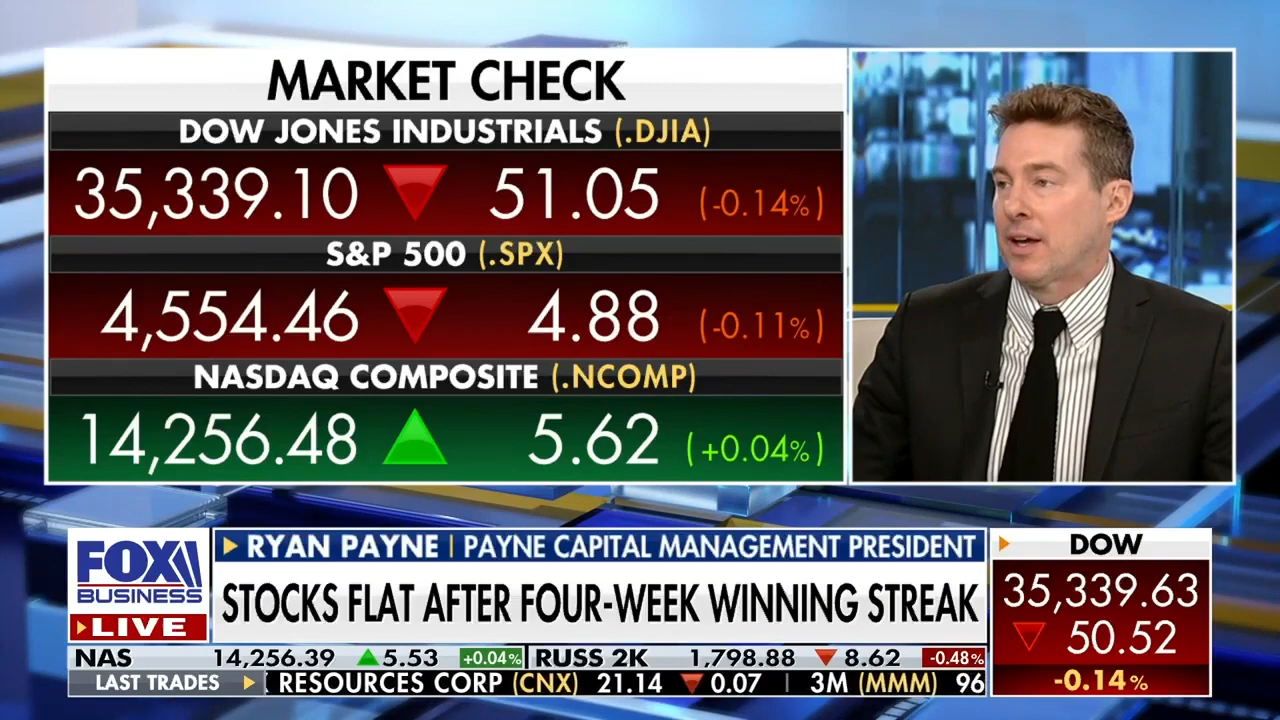 MARKET CHECK
DOW JONES INDUSTRIALS (.DJIA)
35,339.10 ▼ 51.05 (-0.14%)
S&P 500 (.SPX)
4,554.46 ▼ 4.88 (-0.11%)
NASDAQ COMPOSITE (.NCOMP)
14,256.48 ▲ 5.62 (+0.04%)
FOX
BUSINESS
LIVE
RYAN PAYNE | PAYNE CAPITAL MANAGEMENT PRESIDENT
STOCKS FLAT AFTER FOUR-WEEK WINNING STREAK
DOW
35,339.63
▼ 50.52
-0.14%
NAS 14,256.39 ▲ 5.53 +0.04% RUSS 2K 1,798.88 ▼ 8.62 -0.48%
LAST TRADES RESOURCES CORP (CNX) 21.14 ▼ 0.07 | 3M (MMM) 96